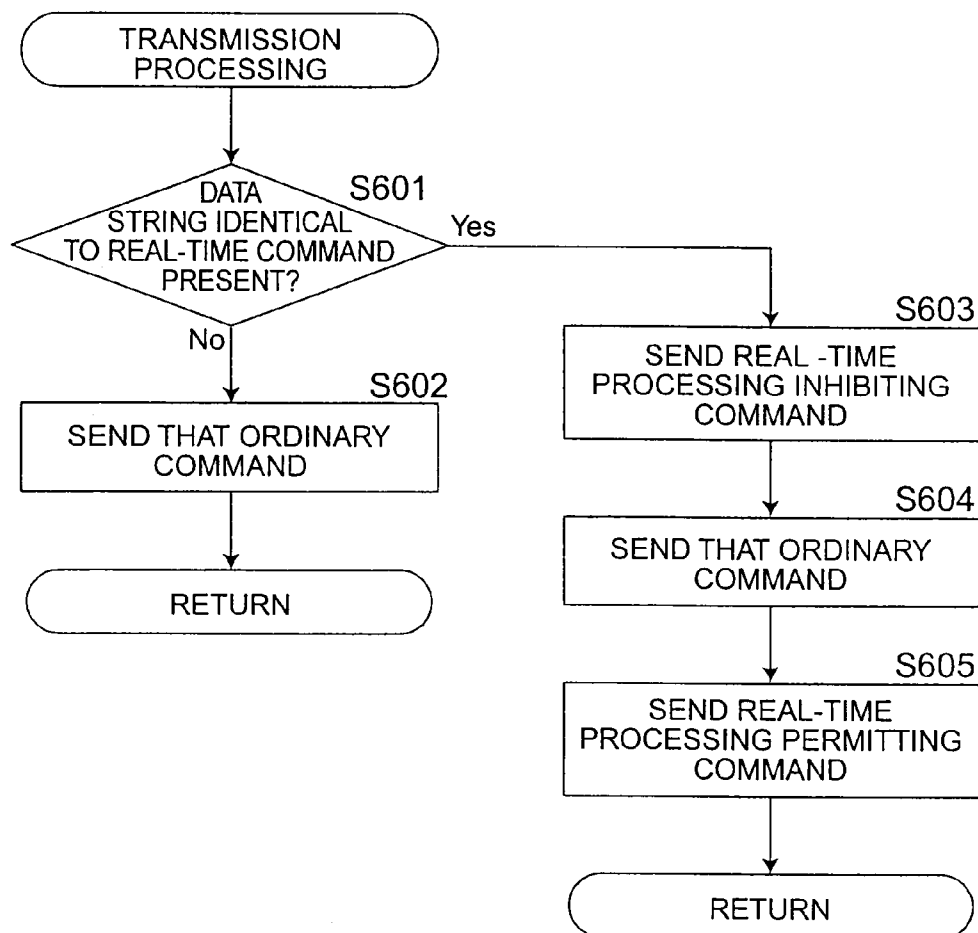 TRANSMISSION
PROCESSING
S601
DATA
STRING IDENTICAL
TO REAL-TIME COMMAND
PRESENT?
Yes
No
S602
SEND THAT ORDINARY
COMMAND
RETURN
S603
SEND REAL -TIME
PROCESSING INHIBITING
COMMAND
S604
SEND THAT ORDINARY
COMMAND
S605
SEND REAL-TIME
PROCESSING PERMITTING
COMMAND
RETURN